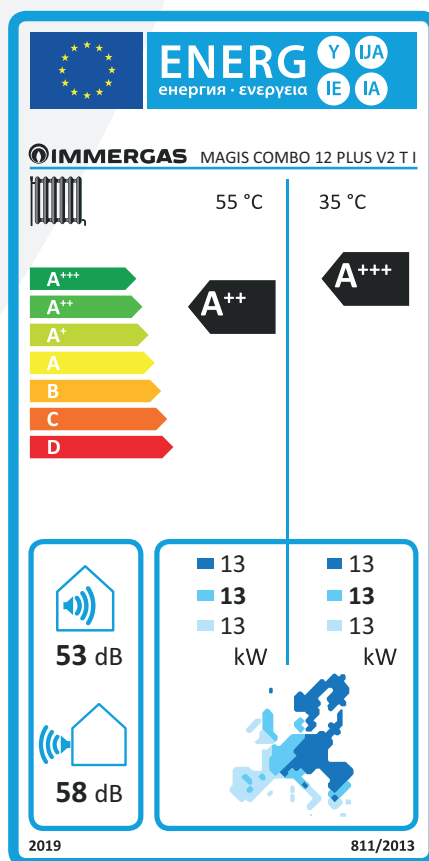 ENERG Y IJA
енергия · ενεργεια IE IA
IMMERGAS MAGIS COMBO 12 PLUS V2 T I
55 °C 35 °C
A+++
A++
A+
A
B
C
D
A++
A+++
53 dB
58 dB
13 13
13 13
13 13
kW kW
2019 811/2013